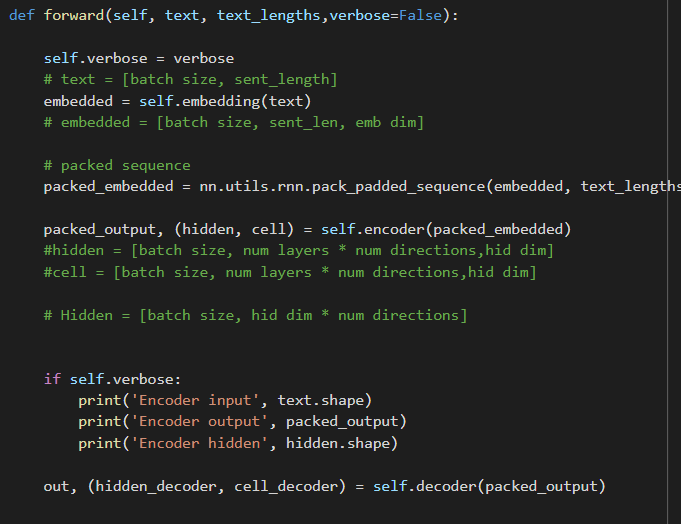 def forward(self, text, text_lengths,verbose=False):
self.verbose = verbose
# text = [batch size, sent_length]
embedded = self.embedding(text)
# embedded = [batch size, sent_len, emb dim]
# packed sequence
packed_embedded = nn.utils.rnn.pack_padded_sequence(embedded, text_lengths
packed_output, (hidden, cell) = self.encoder(packed_embedded)
#hidden = [batch size, num layers * num directions,hid dim]
#cell = [batch size, num layers * num directions,hid dim]
# Hidden = [batch size, hid dim * num directions]
if self.verbose:
print('Encoder input', text.shape)
print('Encoder output', packed_output)
print('Encoder hidden', hidden.shape)
out, (hidden_decoder, cell_decoder) = self.decoder(packed_output)